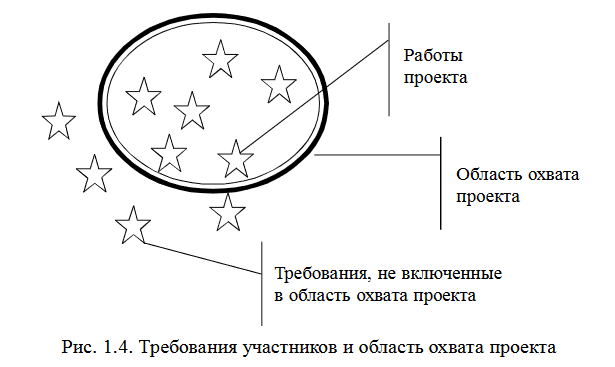 Работы
проекта
Область охвата
проекта
Требования, не включенные
в область охвата проекта
Рис. 1.4. Требования участников и область охвата проекта